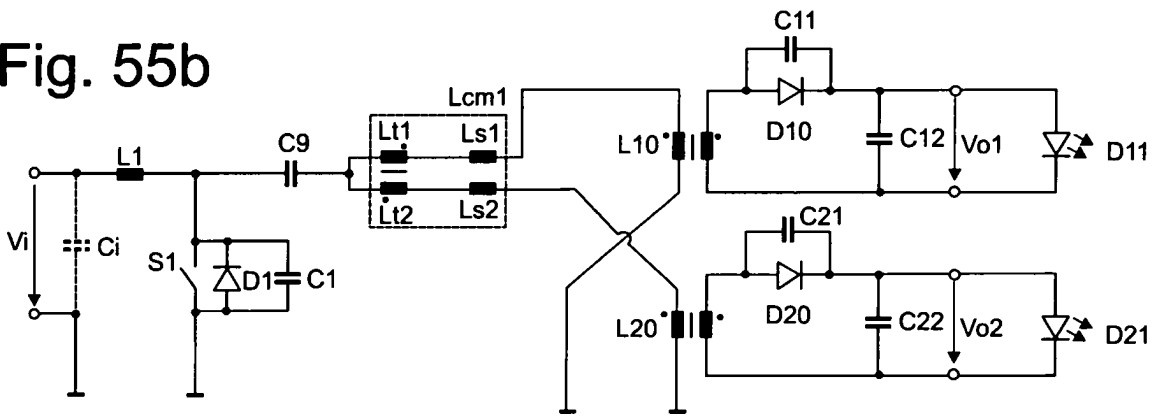 Fig. 55b
C11
Lcm1
Lt1
Ls1
C9
L1
D10
L10
C12
Vo1
D11
Lt2
Ls2
C21
Vi
Ci
S1
D1
C1
D20
L20
C22
Vo2
D21